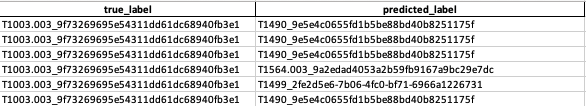 true_label predicted_label
T1003.003_9f73269695e54311dd61dc68940fb3e1 T1490_9e5e4c0655fd1b5be88bd40b8251175f
T1003.003_9f73269695e54311dd61dc68940fb3e1 T1490_9e5e4c0655fd1b5be88bd40b8251175f
T1003.003_9f73269695e54311dd61dc68940fb3e1 T1490_9e5e4c0655fd1b5be88bd40b8251175f
T1003.003_9f73269695e54311dd61dc68940fb3e1 T1564.003_9a2edad4053a2b59fb9167a9bc29e7dc
T1003.003_9f73269695e54311dd61dc68940fb3e1 T1499_2fe2d5e6-7b06-4fc0-bf71-6966a1226731
T1003.003_9f73269695e54311dd61dc68940fb3e1 T1490_9e5e4c0655fd1b5be88bd40b8251175f